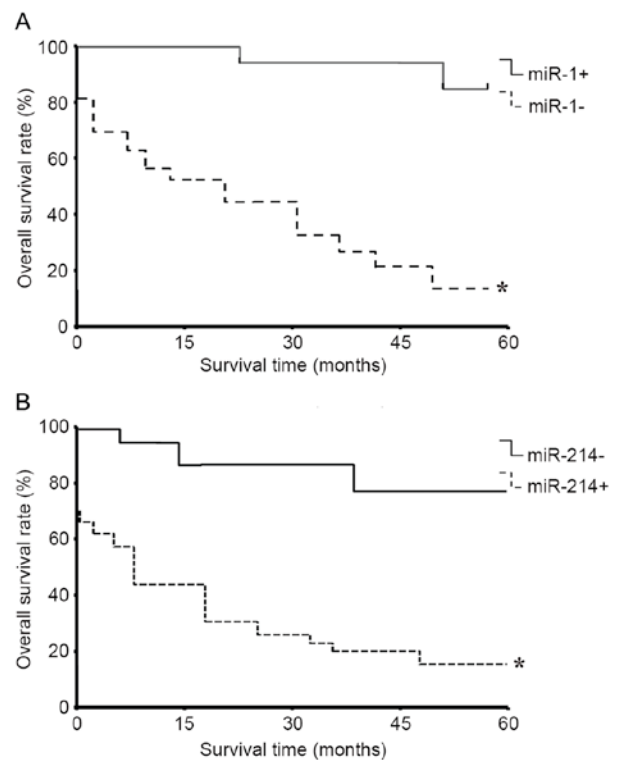 A
100
80
60
40
20
0
Overall survival rate (%)
miR-1+
miR-1-
*
0 15 30 45 60
Survival time (months)
B
100
80
60
40
20
0
Overall survival rate (%)
miR-214-
miR-214+
*
0 15 30 45 60
Survival time (months)